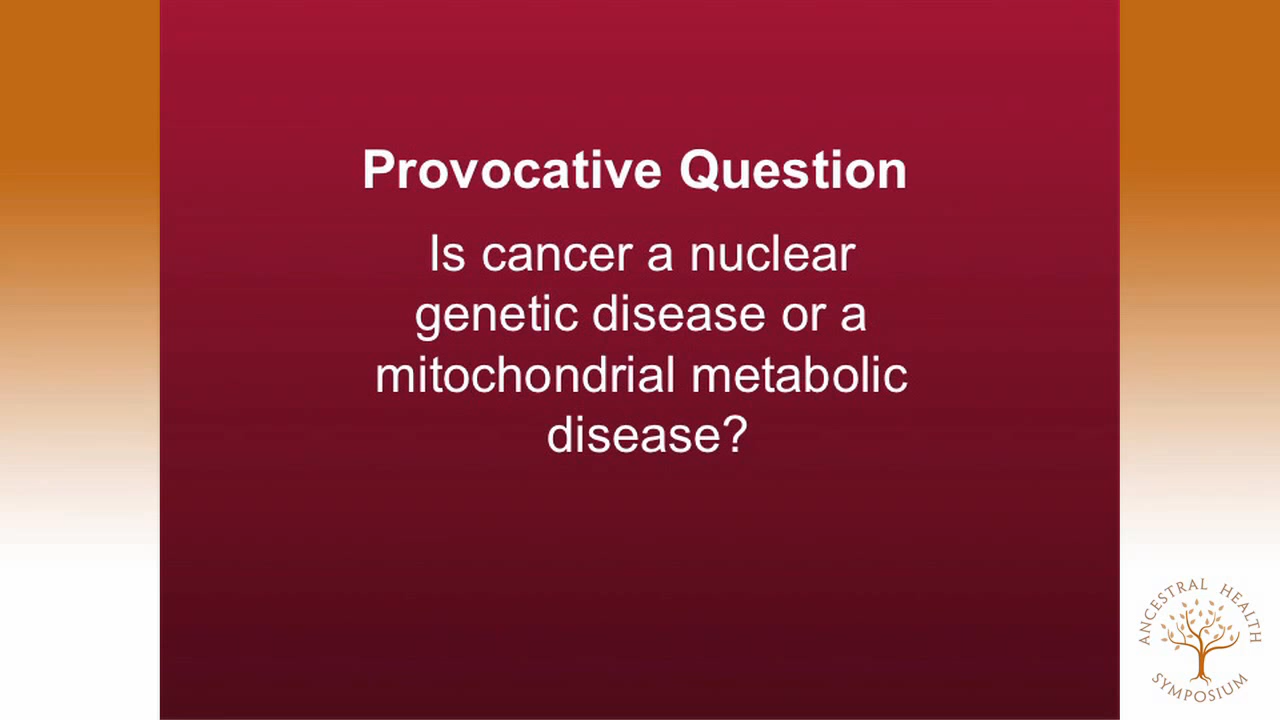 Provocative Question
Is cancer a nuclear
genetic disease or a
mitochondrial metabolic
disease?
ANCESTRAL HEALTH
SYMPOSIUM